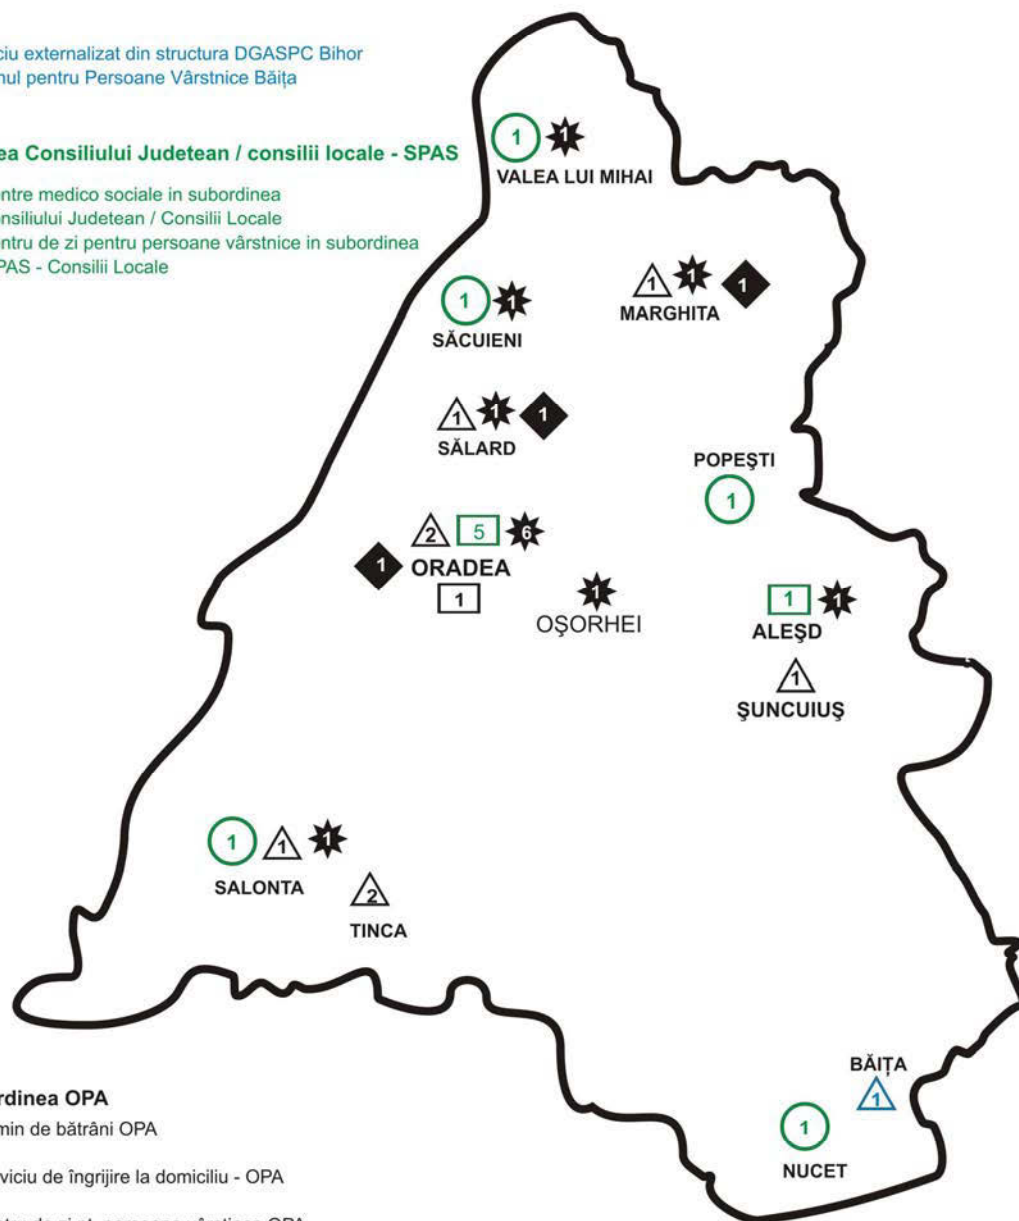 ciu externalizat din structura DGASPC Bihor
nul pentru Persoane Vârstnice Băița
ea Consiliului Judetean / consilii locale - SPAS
entre medico sociale in subordinea
onsiliului Judetean / Consilii Locale
entru de zi pentru persoane vârstnice in subordinea
PAS - Consilii Locale
1 1
VALEA LUI MIHAI
1 1 1
MARGHITA
1 1
SĂCUIENI
1 1 1
SĂLARD
POPEŞTI
1
2 5 6
1 ORADEA
1
1
OŞORHEI
1 1
ALEŞD
1
ŞUNCUIUŞ
1 1 1
SALONTA
2
TINCA
BĂIȚA
1
1
NUCET
rdinea OPA
min de bătrâni OPA
viciu de îngrijire la domiciliu - OPA